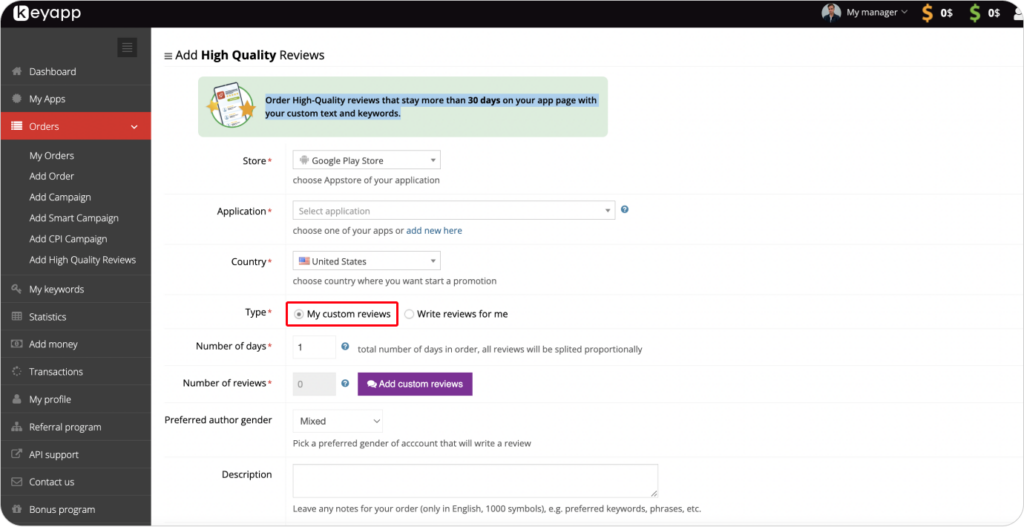 keyapp
My manager
0$
0$
Dashboard
My Apps
Orders
My Orders
Add Order
Add Campaign
Add Smart Campaign
Add CPI Campaign
Add High Quality Reviews
My keywords
Statistics
Add money
Transactions
My profile
Referral program
API support
Contact us
Bonus program
Add High Quality Reviews
Order High-Quality reviews that stay more than 30 days on your app page with
your custom text and keywords.
Store*
Google Play Store
choose Appstore of your application
Application*
Select application
choose one of your apps or add new here
Country*
United States
choose country where you want start a promotion
Type*
My custom reviews
Write reviews for me
Number of days*
1
total number of days in order, all reviews will be splited proportionally
Number of reviews*
0
Add custom reviews
Preferred author gender
Mixed
Pick a preferred gender of acccount that will write a review
Description
Leave any notes for your order (only in English, 1000 symbols), e.g. preferred keywords, phrases, etc.